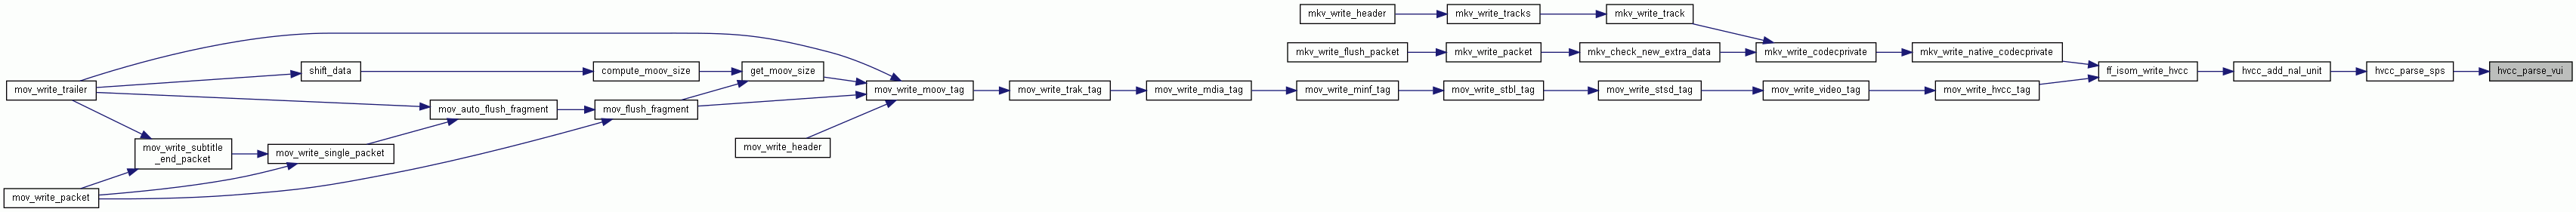 mkv_write_header
mkv_write_tracks
mkv_write_track
mkv_write_flush_packet
mkv_write_packet
mkv_check_new_extra_data
mkv_write_codecprivate
mkv_write_native_codecprivate
shift_data
compute_moov_size
get_moov_size
ff_isom_write_hvcc
hvcc_add_nal_unit
hvcc_parse_sps
hvcc_parse_vui
mov_write_trailer
mov_write_moov_tag
mov_write_trak_tag
mov_write_mdia_tag
mov_write_minf_tag
mov_write_stbl_tag
mov_write_stsd_tag
mov_write_video_tag
mov_write_hvcc_tag
mov_auto_flush_fragment
mov_flush_fragment
mov_write_header
mov_write_subtitle
_end_packet
mov_write_single_packet
mov_write_packet